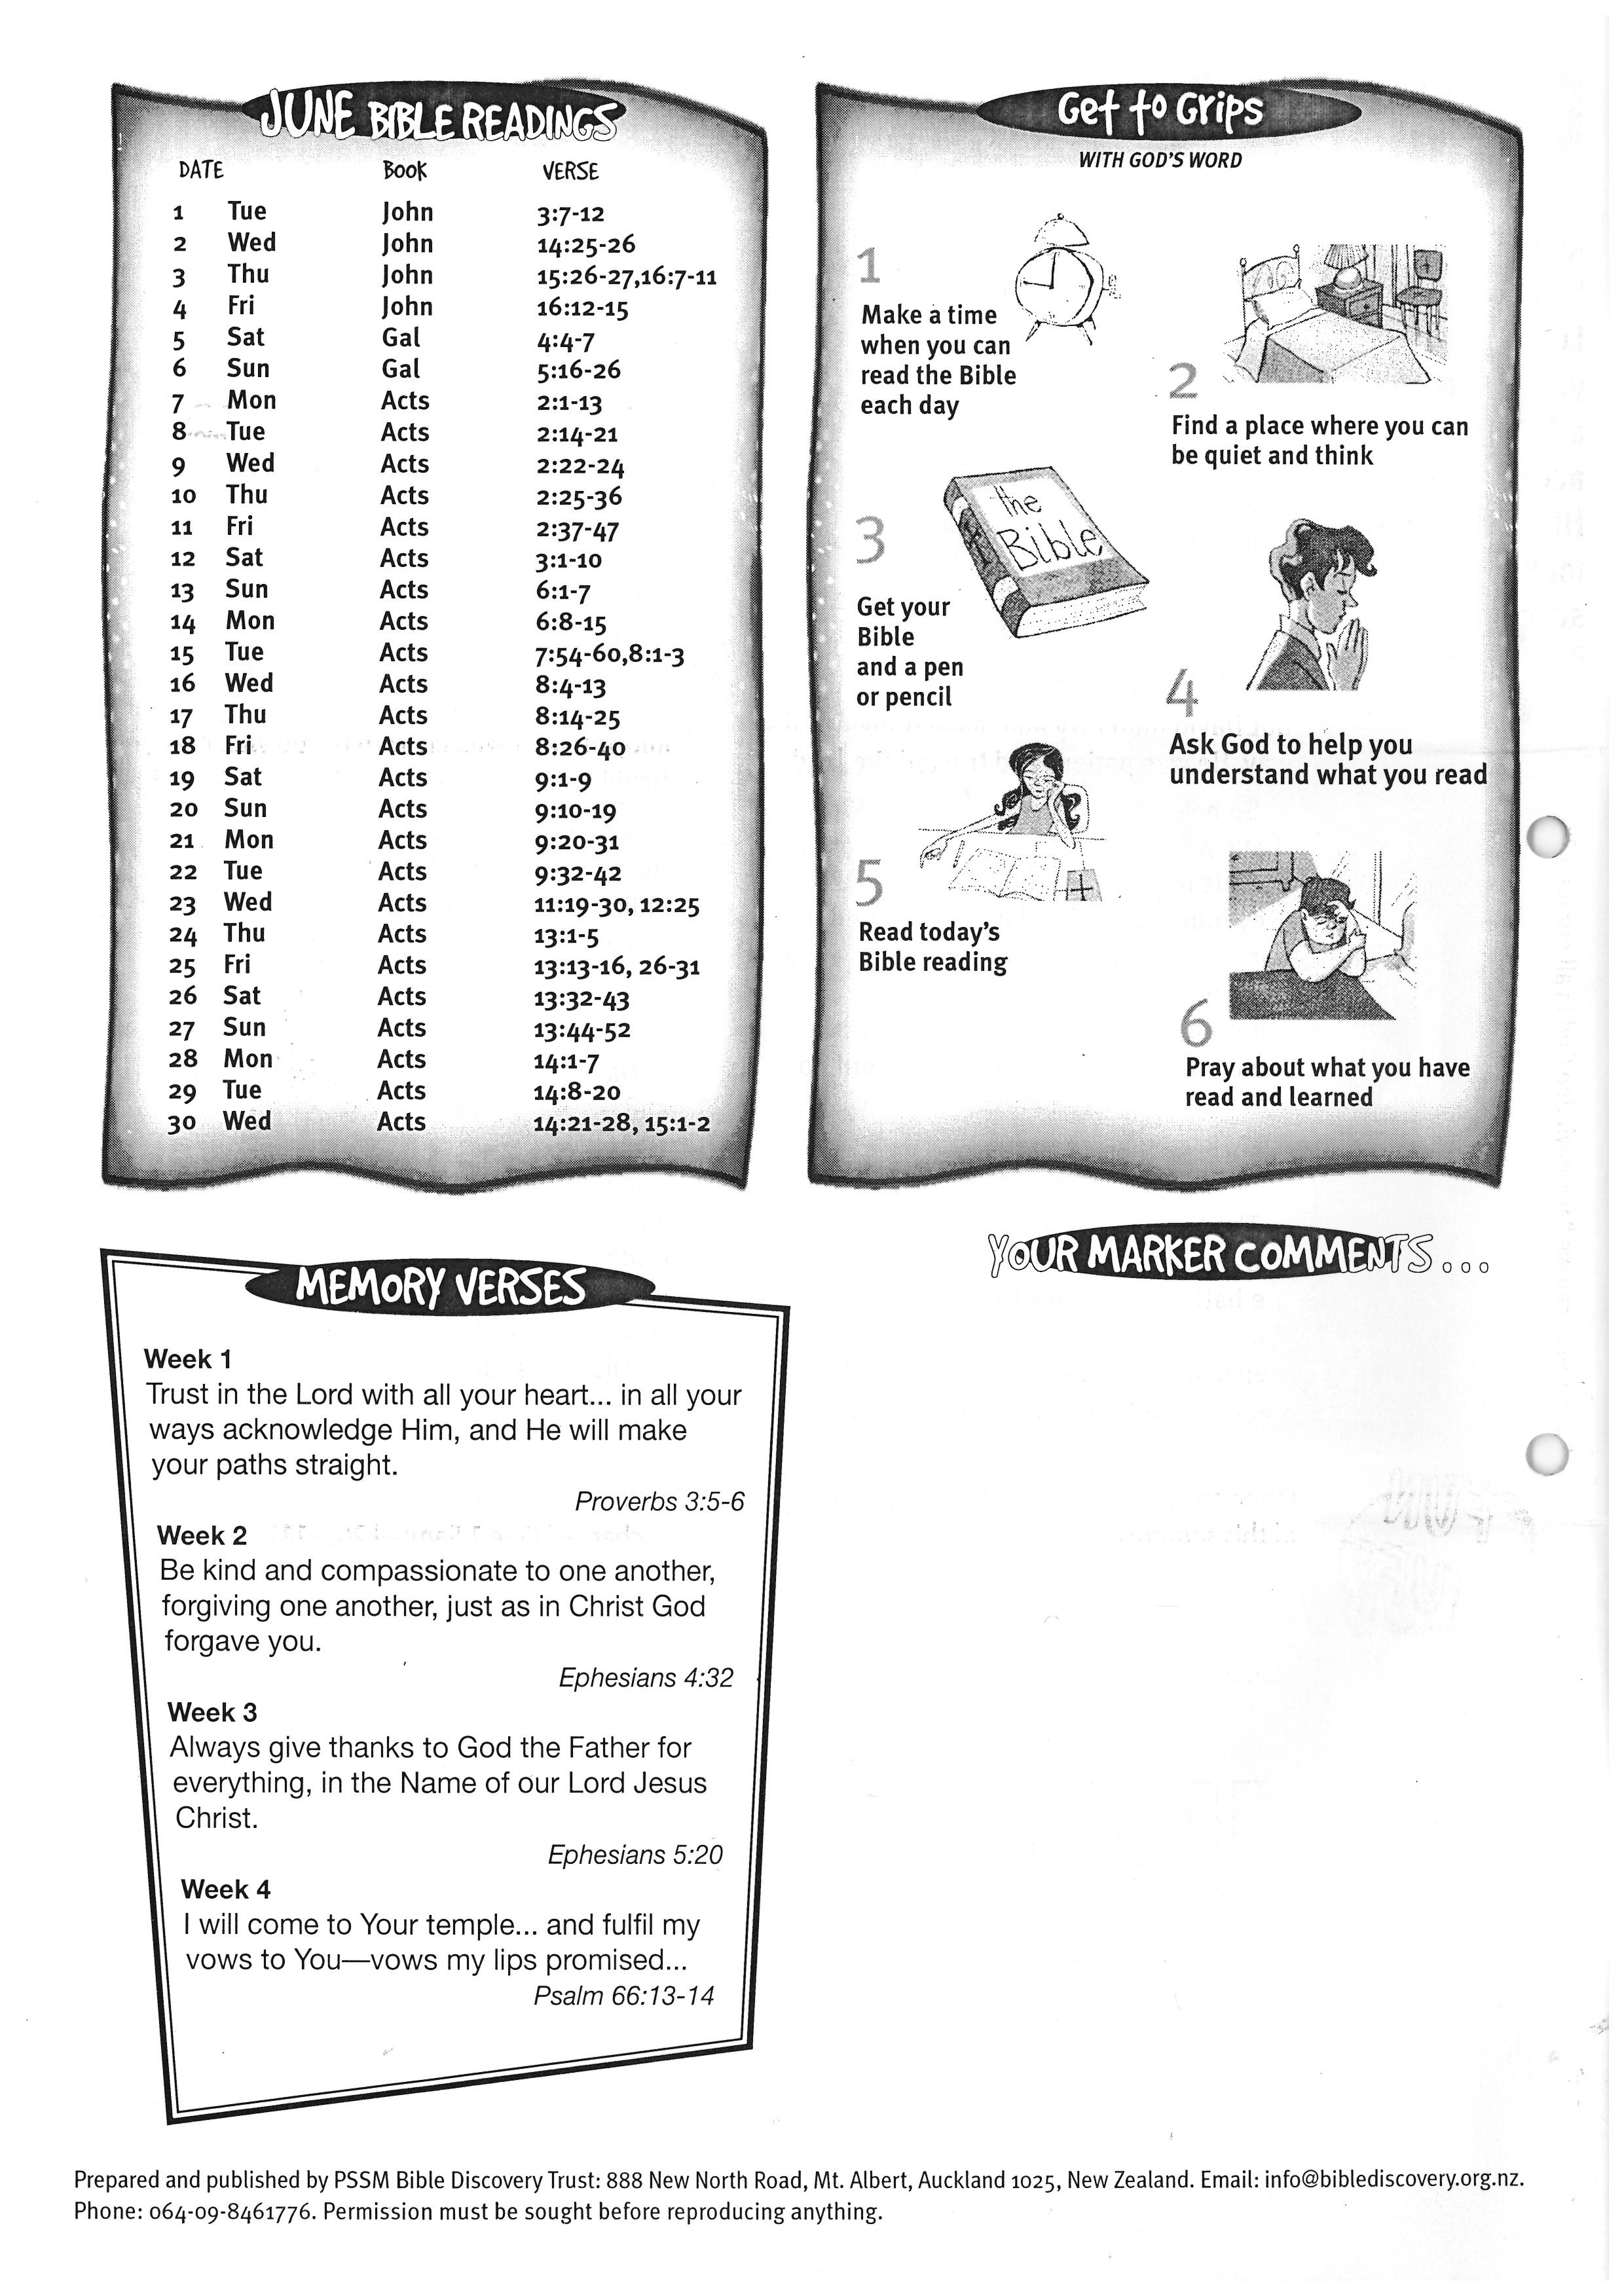 JUNE BIBLE READINGS
DATE Book VERSE
1 Tue John 3:7-12
2 Wed John 14:25-26
3 Thu John 15:26-27,16:7-11
4 Fri John 16:12-15
5 Sat Gal 4:4-7
6 Sun Gal 5:16-26
7 Mon Acts 2:1-13
8 Tue Acts 2:14-21
9 Wed Acts 2:22-24
10 Thu Acts 2:25-36
11 Fri Acts 2:37-47
12 Sat Acts 3:1-10
13 Sun Acts 6:1-7
14 Mon Acts 6:8-15
15 Tue Acts 7:54-60,8:1-3
16 Wed Acts 8:4-13
17 Thu Acts 8:14-25
18 Fri Acts 8:26-40
19 Sat Acts 9:1-9
20 Sun Acts 9:10-19
21 Mon Acts 9:20-31
22 Tue Acts 9:32-42
23 Wed Acts 11:19-30, 12:25
24 Thu Acts 13:1-5
25 Fri Acts 13:13-16, 26-31
26 Sat Acts 13:32-43
27 Sun Acts 13:44-52
28 Mon Acts 14:1-7
29 Tue Acts 14:8-20
30 Wed Acts 14:21-28, 15:1-2
Get to Grips
WITH GOD'S WORD
1
Make a time
when you can
read the Bible
each day
2
Find a place where you can
be quiet and think
the
Bible
3
Get your
Bible
and a pen
or pencil
4
Ask God to help you
understand what you read
5
Read today's
Bible reading
6
Pray about what you have
read and learned
MEMORY VERSES
Week 1
Trust in the Lord with all your heart... in all your
ways acknowledge Him, and He will make
your paths straight.
Proverbs 3:5-6
Week 2
Be kind and compassionate to one another,
forgiving one another, just as in Christ God
forgave you.
Ephesians 4:32
Week 3
Always give thanks to God the Father for
everything, in the Name of our Lord Jesus
Christ.
Ephesians 5:20
Week 4
I will come to Your temple... and fulfil my
vows to You—vows my lips promised...
Psalm 66:13-14
YOUR MARKER COMMENTS...
Prepared and published by PSSM Bible Discovery Trust: 888 New North Road, Mt. Albert, Auckland 1025, New Zealand. Email: info@biblediscovery.org.nz.
Phone: 064-09-8461776. Permission must be sought before reproducing anything.